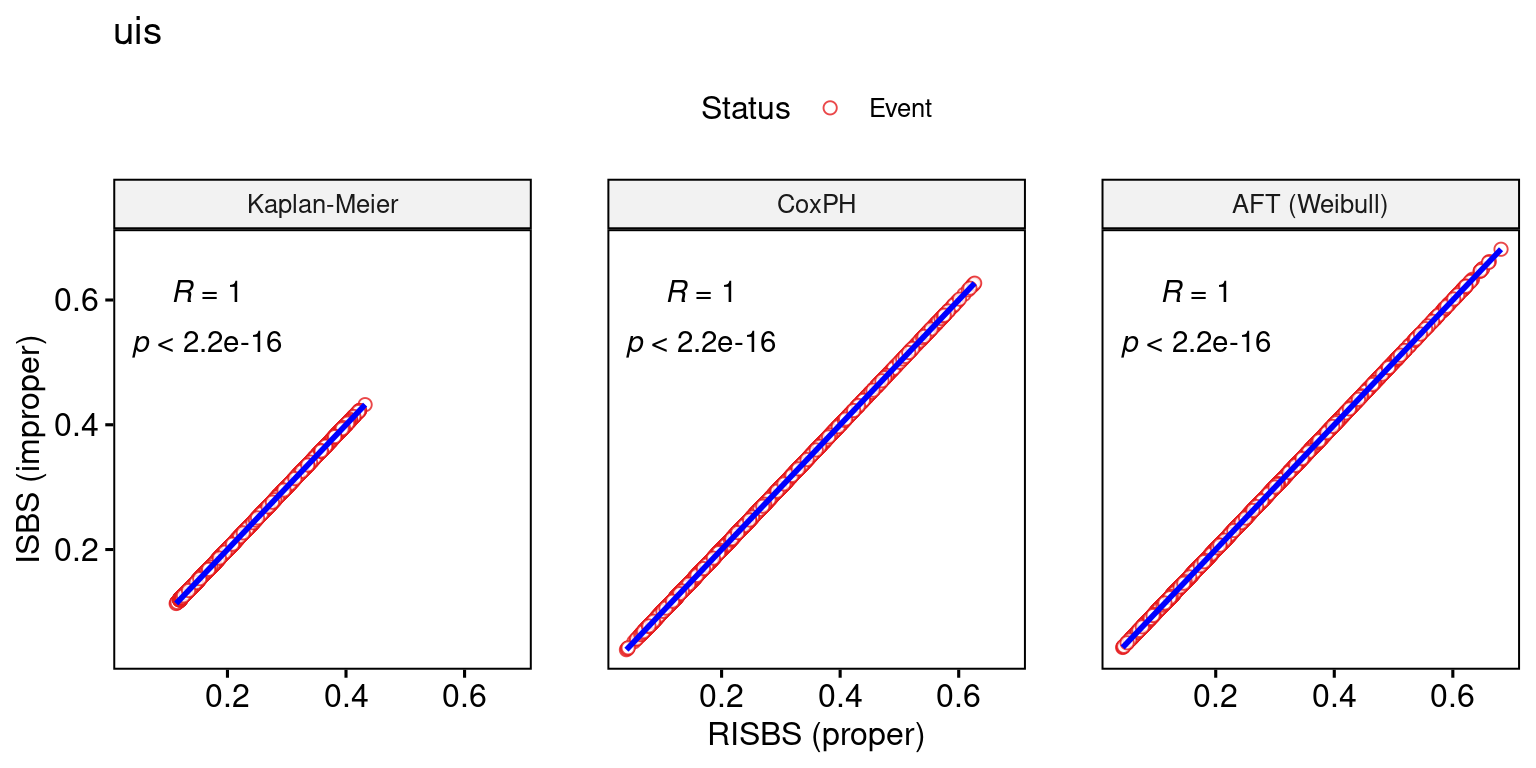 uis
Status Event
Kaplan-Meier CoxPH AFT (Weibull)
R = 1 R = 1 R = 1
p < 2.2e-16 p < 2.2e-16 p < 2.2e-16
0.6
0.4
0.2
ISBS (improper)
0.2 0.4 0.6 0.2 0.4 0.6 0.2 0.4 0.6
RISBS (proper)